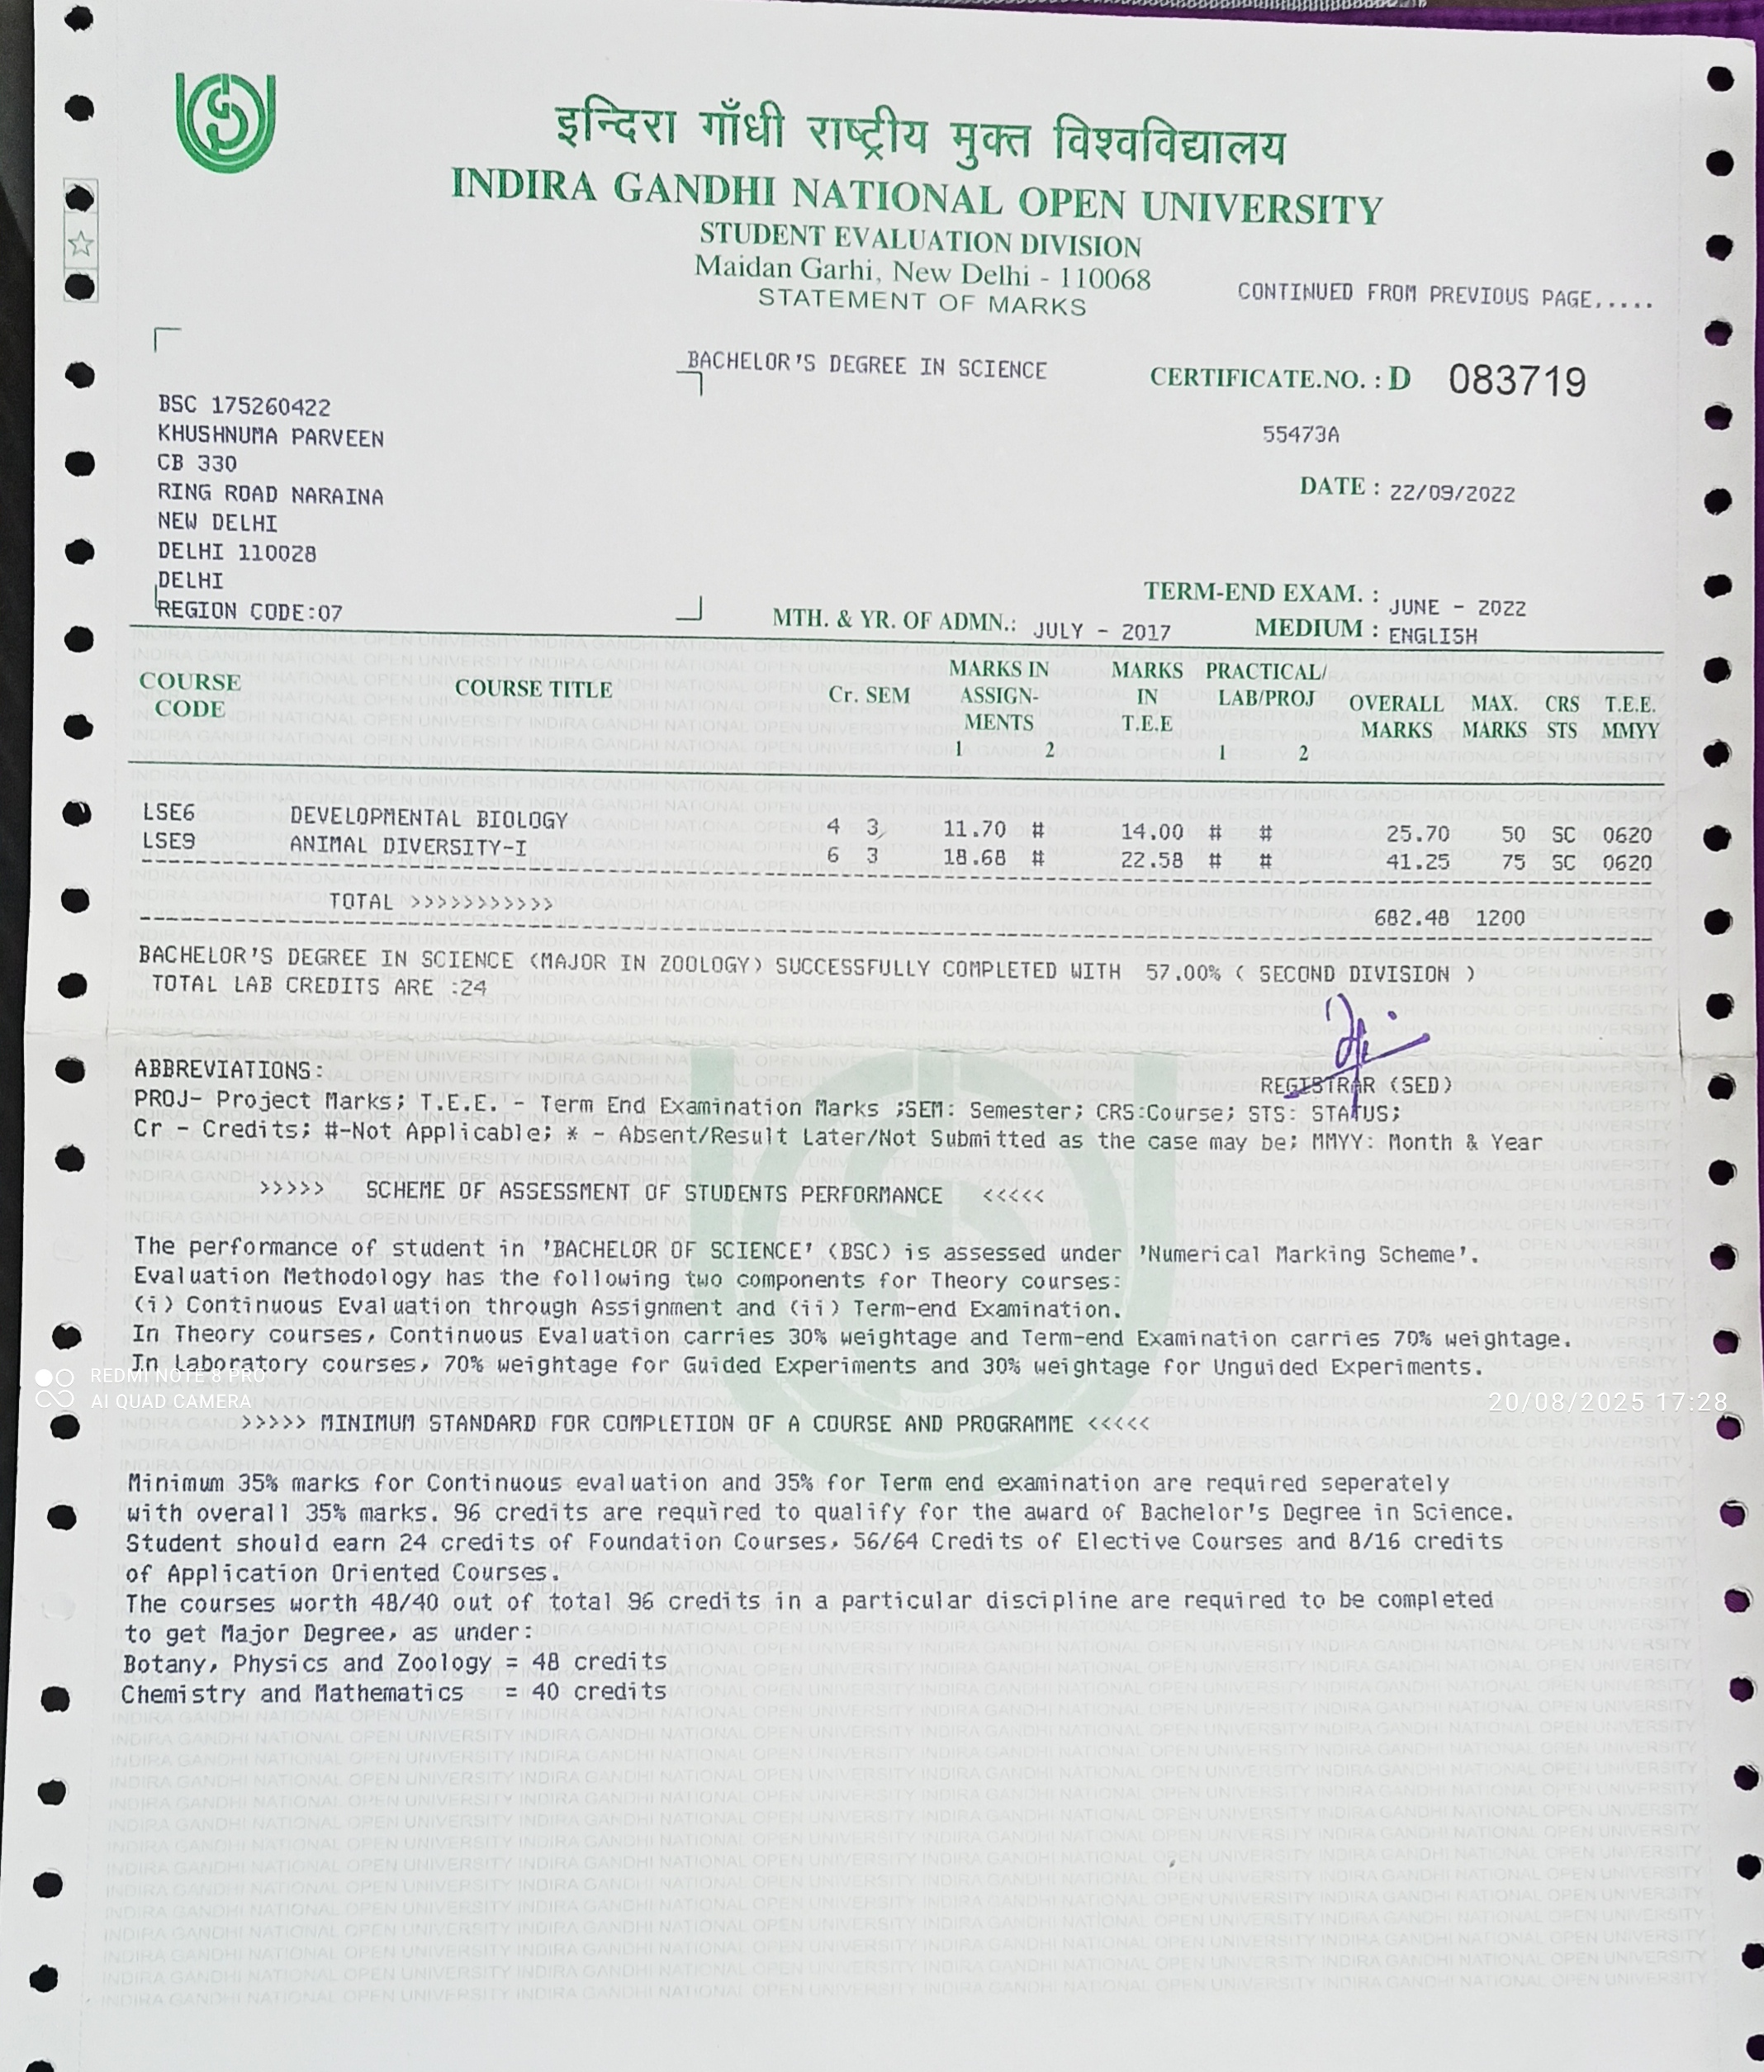 इन्दिरा गाँधी राष्ट्रीय मुक्त विश्वविद्यालय
INDIRA GANDHI NATIONAL OPEN UNIVERSITY
STUDENT EVALUATION DIVISION
Maidan Garhi, New Delhi - 110068
STATEMENT OF MARKS
CONTINUED FROM PREVIOUS PAGE.....
BACHELOR'S DEGREE IN SCIENCE
CERTIFICATE.NO. : D 083719
55473A
DATE : 22/09/2022
BSC 175260422
KHUSHNUMA PARVEEN
CB 330
RING ROAD NARAINA
NEW DELHI
DELHI 110028
DELHI
REGION CODE:07
TERM-END EXAM. : JUNE - 2022
MTH. & YR. OF ADMN.: JULY - 2017 MEDIUM : ENGLISH
COURSE CODE COURSE TITLE Cr. SEM MARKS IN ASSIGN- MENTS 1 2 MARKS IN T.E.E PRACTICAL/ LAB/PROJ 1 2 OVERALL MARKS MAX. MARKS CRS STS T.E.E. MMYY
LSE6 DEVELOPMENTAL BIOLOGY 4 3 11.70 # 14.00 # # 25.70 50 SC 0620
LSE9 ANIMAL DIVERSITY-I 6 3 18.68 # 22.58 # # 41.25 75 SC 0620
TOTAL >>>>>>>>>>> 682.48 1200
BACHELOR'S DEGREE IN SCIENCE (MAJOR IN ZOOLOGY) SUCCESSFULLY COMPLETED WITH 57.00% ( SECOND DIVISION )
TOTAL LAB CREDITS ARE :24
REGISTRAR (SED)
ABBREVIATIONS:
PROJ- Project Marks; T.E.E. - Term End Examination Marks ;SEM: Semester; CRS:Course; STS: STATUS;
Cr - Credits; #-Not Applicable; * - Absent/Result Later/Not Submitted as the case may be; MMYY: Month & Year
>>>>> SCHEME OF ASSESSMENT OF STUDENTS PERFORMANCE <<<<<
The performance of student in 'BACHELOR OF SCIENCE' (BSC) is assessed under 'Numerical Marking Scheme'.
Evaluation Methodology has the following two components for Theory courses:
(i) Continuous Evaluation through Assignment and (ii) Term-end Examination.
In Theory courses, Continuous Evaluation carries 30% weightage and Term-end Examination carries 70% weightage.
In Laboratory courses, 70% weightage for Guided Experiments and 30% weightage for Unguided Experiments.
REDMI NOTE 8 PRO
AI QUAD CAMERA
20/08/2025 17:28
>>>>> MINIMUM STANDARD FOR COMPLETION OF A COURSE AND PROGRAMME <<<<<
Minimum 35% marks for Continuous evaluation and 35% for Term end examination are required seperately
with overall 35% marks. 96 credits are required to qualify for the award of Bachelor's Degree in Science.
Student should earn 24 credits of Foundation Courses, 56/64 Credits of Elective Courses and 8/16 credits
of Application Oriented Courses.
The courses worth 48/40 out of total 96 credits in a particular discipline are required to be completed
to get Major Degree, as under:
Botany, Physics and Zoology = 48 credits
Chemistry and Mathematics = 40 credits